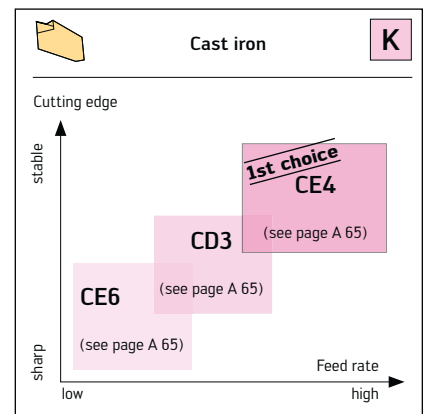 Cast iron
K
Cutting edge
stable
1st choice
CE4
(see page A 65)
CD3
(see page A 65)
CE6
(see page A 65)
sharp
Feed rate
low
high